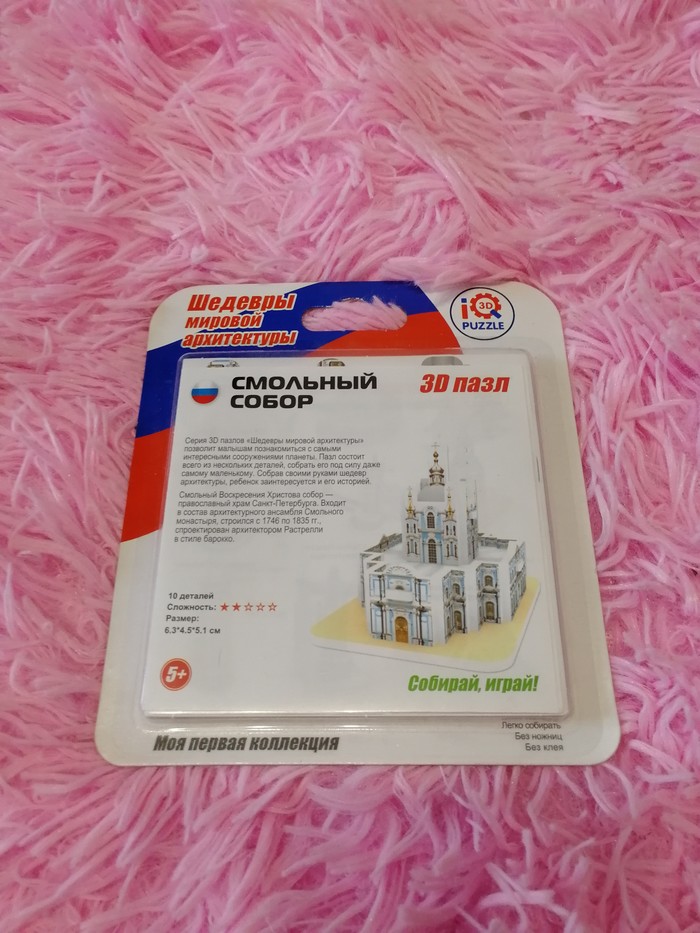 Шедевры
мировой
архитектуры
iQ
3D
PUZZLE
СМОЛЬНЫЙ
СОБОР
3D пазл
Серия 3D пазлов «Шедевры мировой архитектуры»
позволит малышам познакомиться с самыми
интересными сооружениями планеты. Пазл состоит
всего из нескольких деталей, собрать его под силу даже
самому маленькому. Собрав своими руками шедевр
архитектуры, ребенок заинтересуется и его историей.
Смольный Воскресения Христова собор —
православный храм Санкт-Петербурга. Входит
в состав архитектурного ансамбля Смольного
монастыря, строился с 1746 по 1835 гг.,
спроектирован архитектором Растрелли
в стиле барокко.
10 деталей
Сложность: ★★☆☆☆
Размер:
6.3*4.5*5.1 см
5+
Собирай, играй!
Моя первая коллекция
Легко собирать
Без ножниц
Без клея